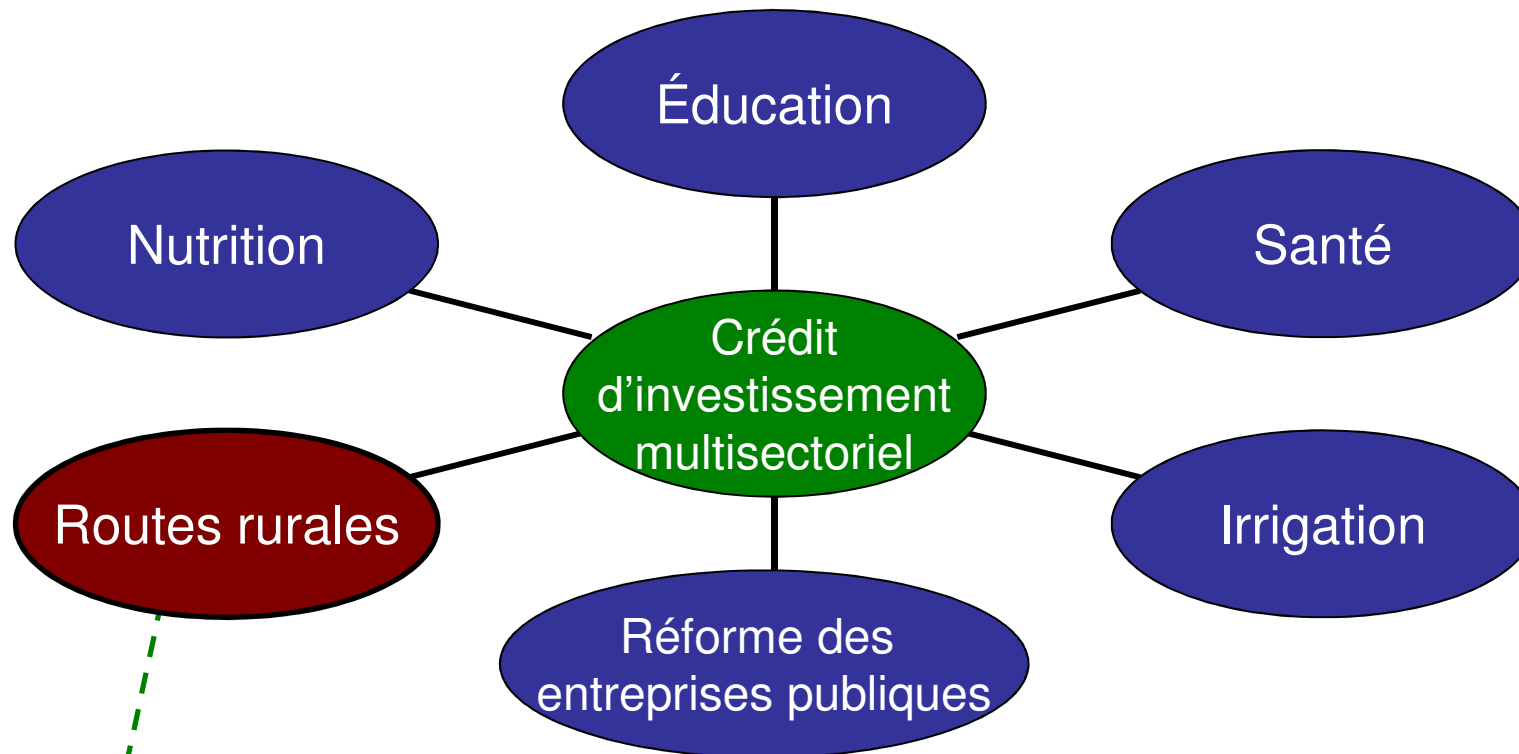 Éducation
Nutrition
Santé
Crédit
d’investissement
multisectoriel
Routes rurales
Irrigation
Réforme des
entreprises publiques